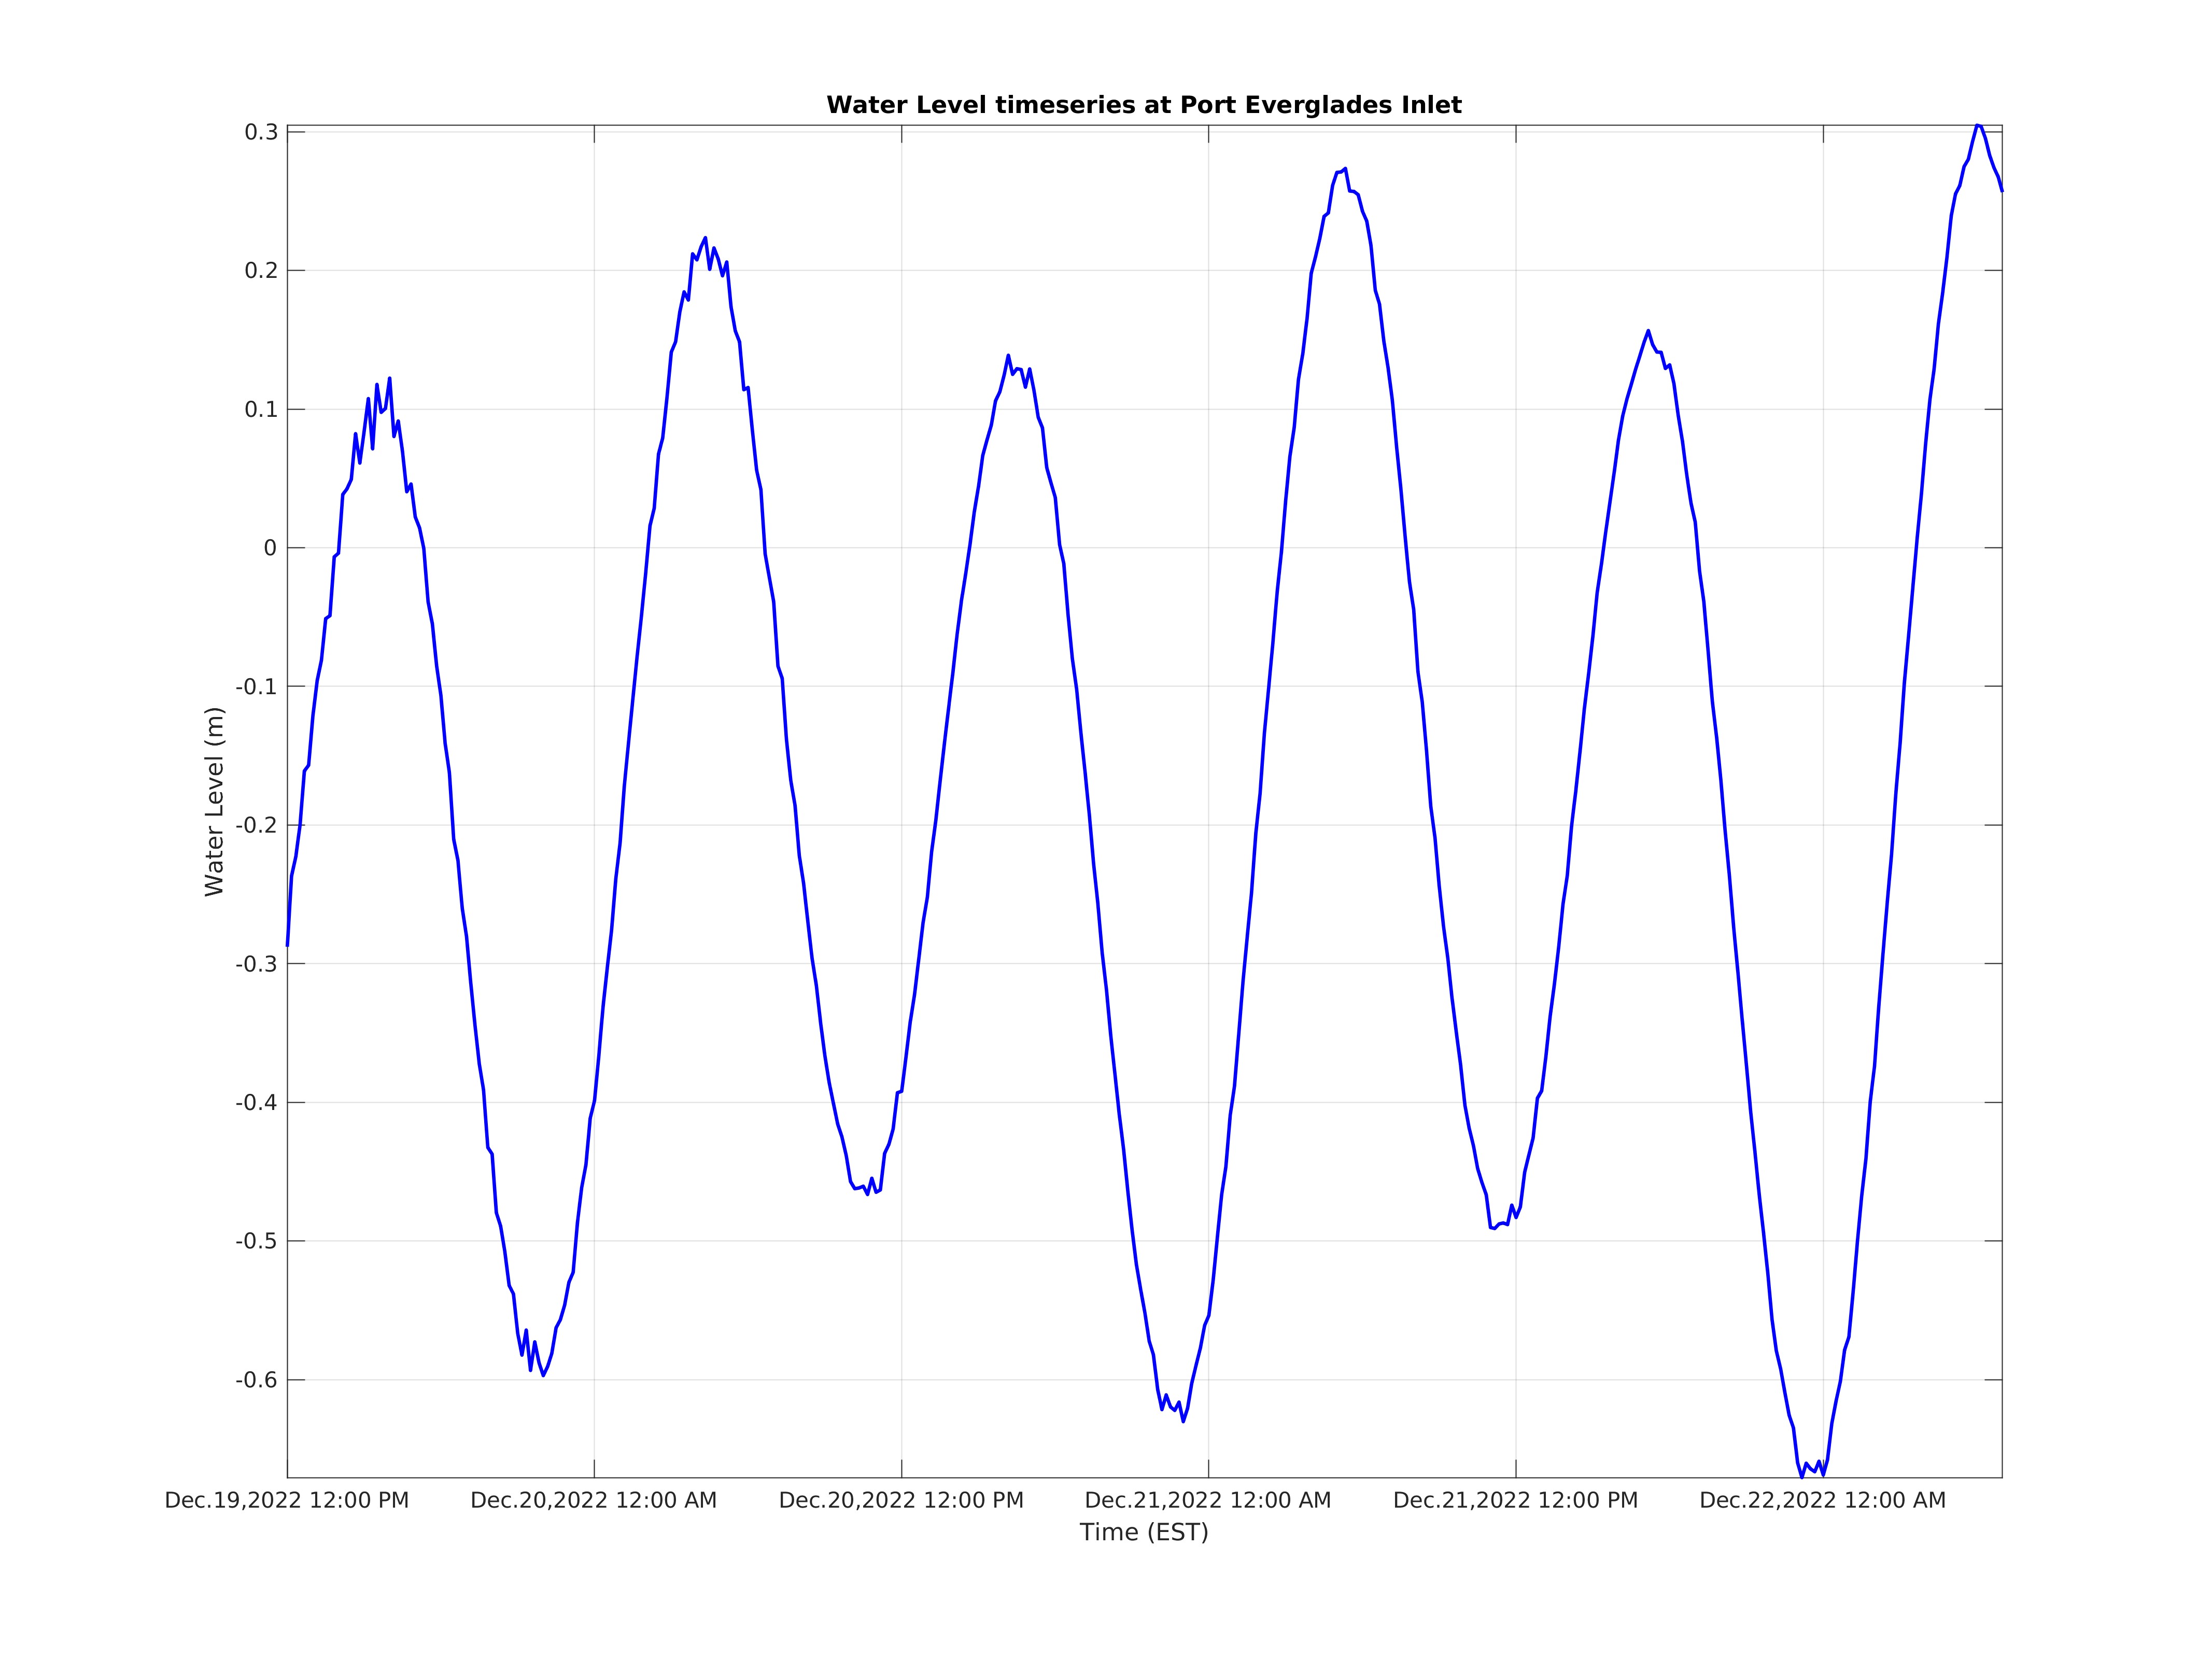 Water Level timeseries at Port Everglades Inlet
0.3
0.2
0.1
0
-0.1
-0.2
-0.3
-0.4
-0.5
-0.6
Water Level (m)
Dec.19,2022 12:00 PM
Dec.20,2022 12:00 AM
Dec.20,2022 12:00 PM
Dec.21,2022 12:00 AM
Dec.21,2022 12:00 PM
Dec.22,2022 12:00 AM
Time (EST)